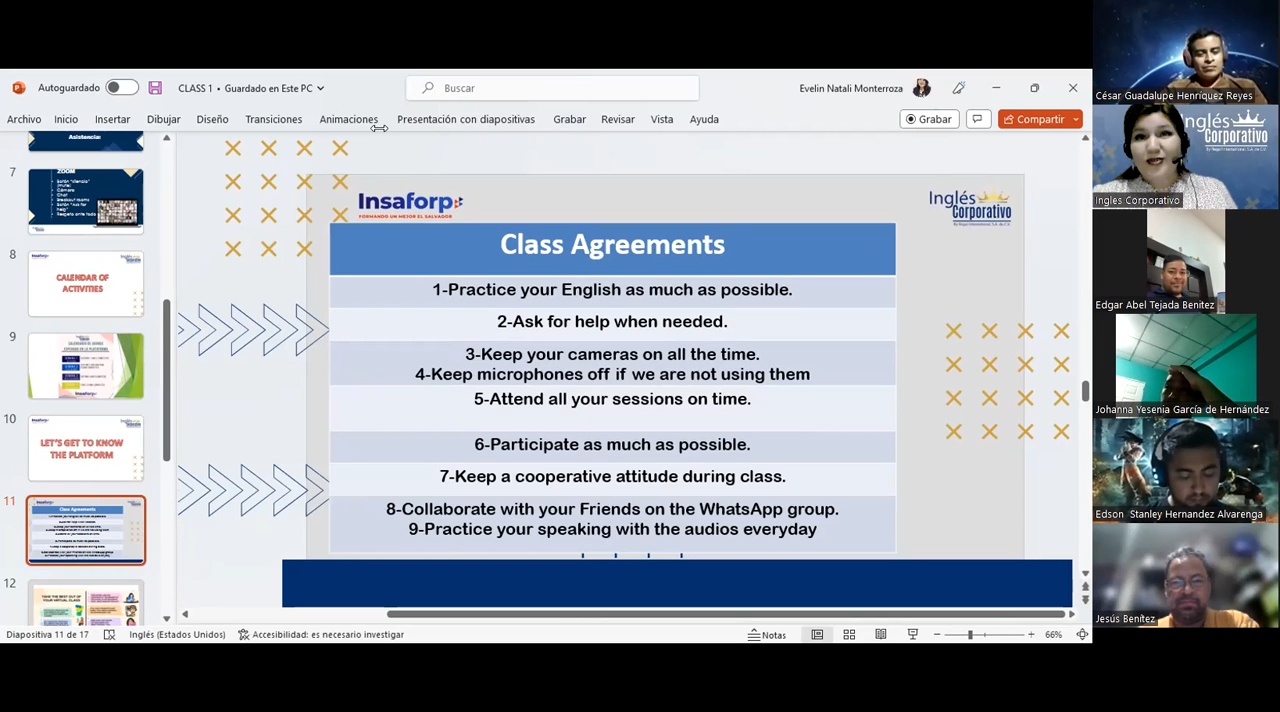 Autoguardado
CLASS 1 • Guardado en Este PC
Buscar
Evelin Natali Monterroza
Archivo Inicio Insertar Dibujar Diseño Transiciones Animaciones Presentación con diapositivas Grabar Revisar Vista Ayuda
Grabar
Compartir
Asistencia:
7
ZOOM
8
CALENDAR OF
ACTIVITIES
9
10
LET'S GET TO KNOW
THE PLATFORM
11
Class Agreements
12
Insaforp
FORMANDO UN MEJOR EL SALVADOR
Inglés
Corporativo
Class Agreements
1-Practice your English as much as possible.
2-Ask for help when needed.
3-Keep your cameras on all the time.
4-Keep microphones off if we are not using them
5-Attend all your sessions on time.
6-Participate as much as possible.
7-Keep a cooperative attitude during class.
8-Collaborate with your Friends on the WhatsApp group.
9-Practice your speaking with the audios everyday
Diapositiva 11 de 17
Inglés (Estados Unidos)
Accesibilidad: es necesario investigar
Notas
66%
César Guadalupe Henríquez Reyes
Inglés
Corporativo
Ingles Corporativo
Edgar Abel Tejada Benitez
Johanna Yesenia García de Hernández
Edson Stanley Hernandez Alvarenga
Jesús Benítez